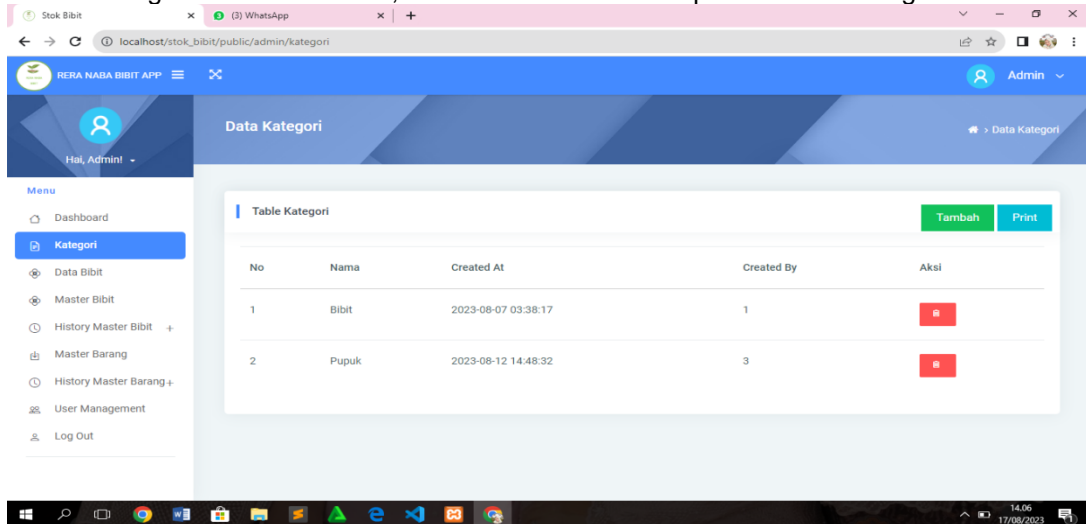 Stok Bibit
(3) WhatsApp
localhost/stok_bibit/public/admin/kategori
RERA NABA BIBIT APP
Admin
Hai, Admin!
Data Kategori
> Data Kategori
Menu
Dashboard
Kategori
Data Bibit
Master Bibit
History Master Bibit +
Master Barang
History Master Barang +
User Management
Log Out
Table Kategori
Tambah Print
No Nama Created At Created By Aksi
1 Bibit 2023-08-07 03:38:17 1
2 Pupuk 2023-08-12 14:48:32 3
14.06
17/08/2023